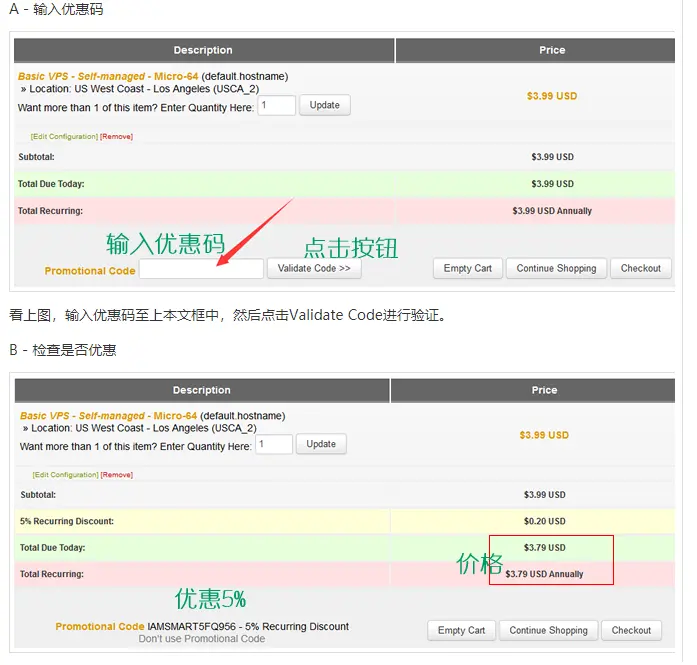 A - 输入优惠码
Description Price
Basic VPS - Self-managed - Micro-64 (default.hostname)
» Location: US West Coast - Los Angeles (USCA_2)
$3.99 USD
Want more than 1 of this item? Enter Quantity Here: 1 Update
[Edit Configuration] [Remove]
Subtotal: $3.99 USD
Total Due Today: $3.99 USD
Total Recurring: $3.99 USD Annually
输入优惠码 点击按钮
Promotional Code Validate Code >> Empty Cart Continue Shopping Checkout
看上图，输入优惠码至上本文框中，然后点击Validate Code进行验证。
B - 检查是否优惠
Description Price
Basic VPS - Self-managed - Micro-64 (default.hostname)
» Location: US West Coast - Los Angeles (USCA_2)
$3.99 USD
Want more than 1 of this item? Enter Quantity Here: 1 Update
[Edit Configuration] [Remove]
Subtotal: $3.99 USD
5% Recurring Discount: $0.20 USD
Total Due Today: $3.79 USD
价格
Total Recurring: $3.79 USD Annually
优惠5%
Promotional Code IAMSMART5FQ956 - 5% Recurring Discount Empty Cart Continue Shopping Checkout
Don't use Promotional Code